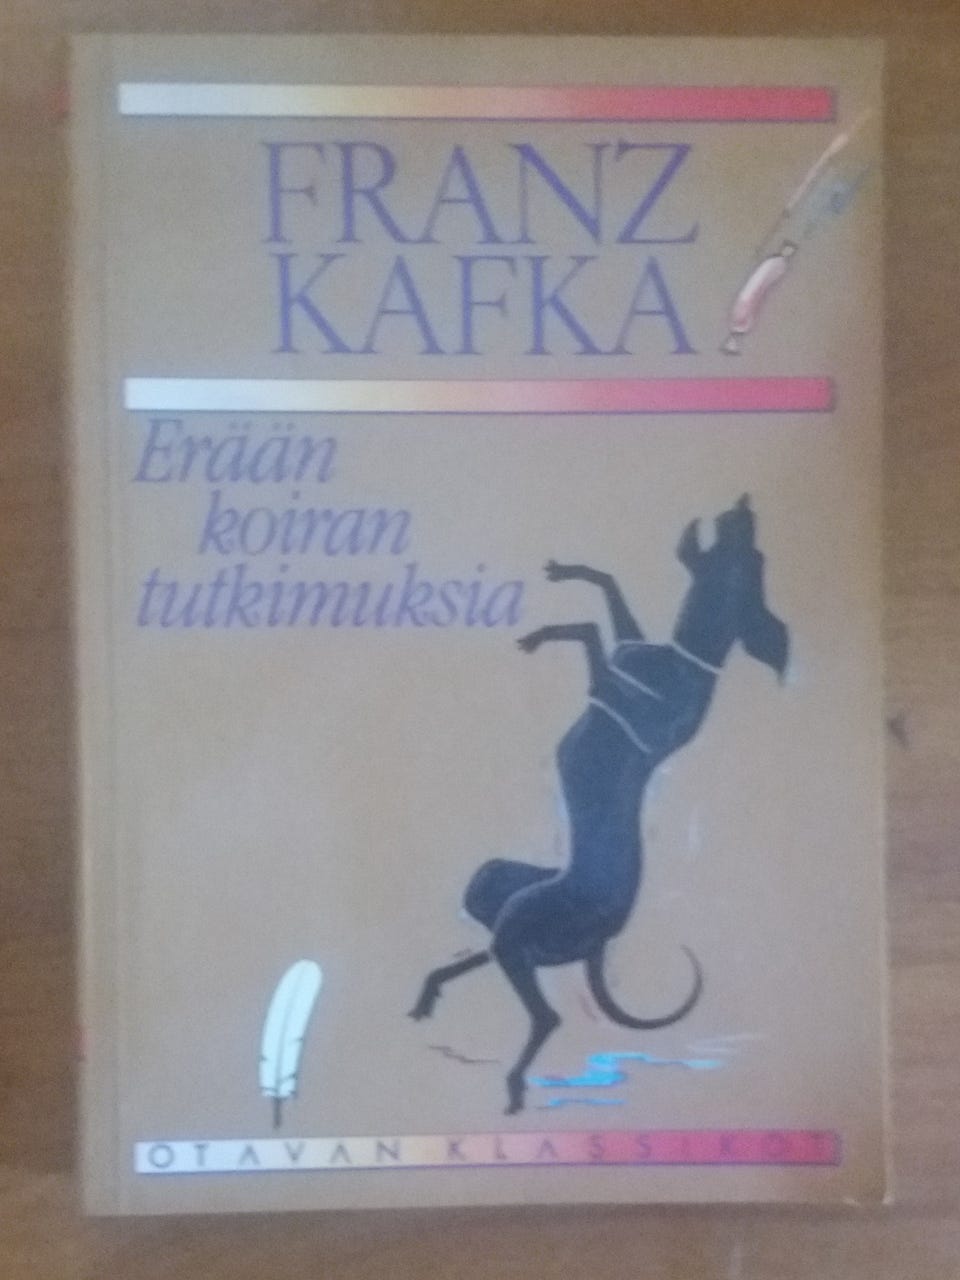 FRANZ
KAFKA
Erään
koiran
tutkimuksia
OTAVAN KLASSIKOT